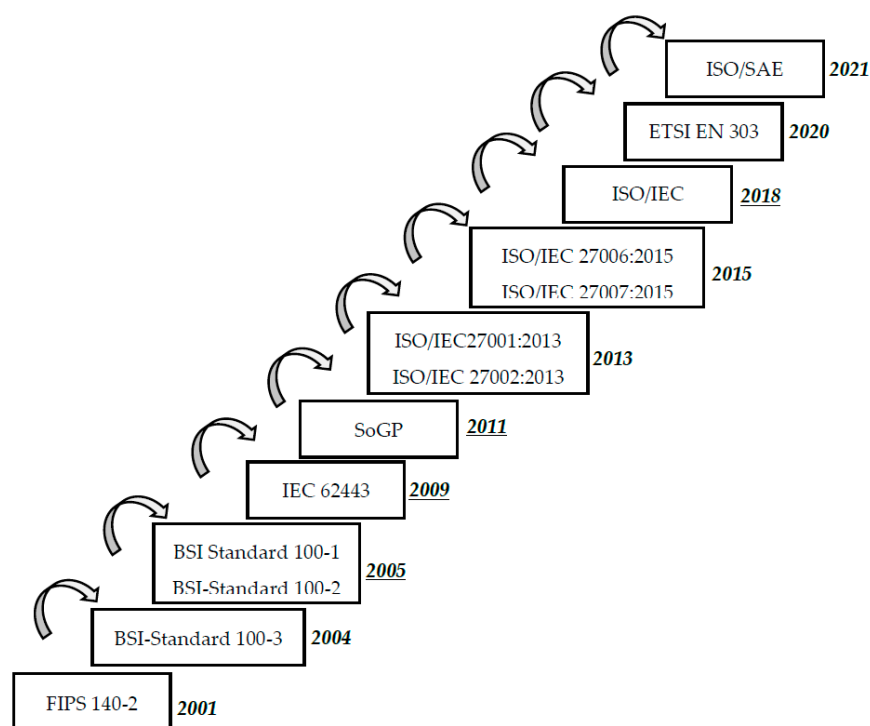 ISO/SAE 2021
ETSI EN 303 2020
ISO/IEC 2018
ISO/IEC 27006:2015
ISO/IEC 27007:2015
2015
ISO/IEC27001:2013
ISO/IEC 27002:2013
2013
SoGP 2011
IEC 62443 2009
BSI Standard 100-1
BSI-Standard 100-2
2005
BSI-Standard 100-3 2004
FIPS 140-2 2001